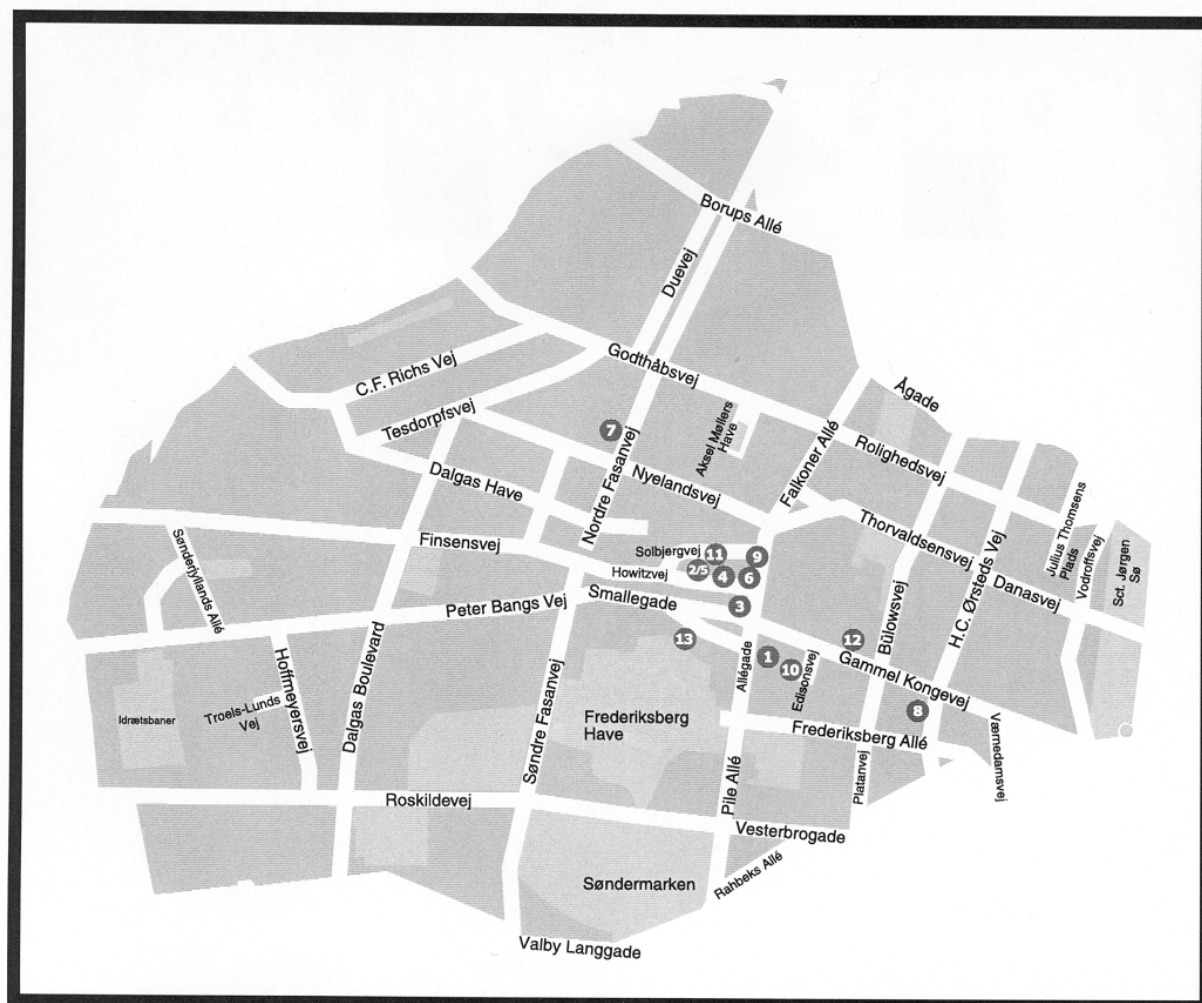 Borups Allé
Duevej
Godthåbsvej
C.F. Richs Vej
Tesdorpfsvej
Ågade
7
Aksel Møllers
Have
Falkoner Allé
Rolighedsvej
Nordre Fasanvej
Nyelandsvej
Dalgas Have
Finsensvej
Sønderjyllands Allé
Solbjergvej
11
9
Howitzvej
2/5
4
6
Thorvaldsensvej
Danasvej
Julius Thomsens
Plads
Vodroffsvej
Sct. Jørgen
Sø
H.C. Ørsteds Vej
Bülowsvej
Peter Bangs Vej
Smallegade
3
13
1
10
12
Allégade
Edisonsvej
Gammel Kongevej
8
Idrætsbaner
Troels-Lunds
Vej
Hoffmeyersvej
Dalgas Boulevard
Søndre Fasanvej
Frederiksberg
Have
Frederiksberg Allé
Værnedamsvej
Platanvej
Pile Allé
Roskildevej
Vesterbrogade
Rahbeks Allé
Søndermarken
Valby Langgade